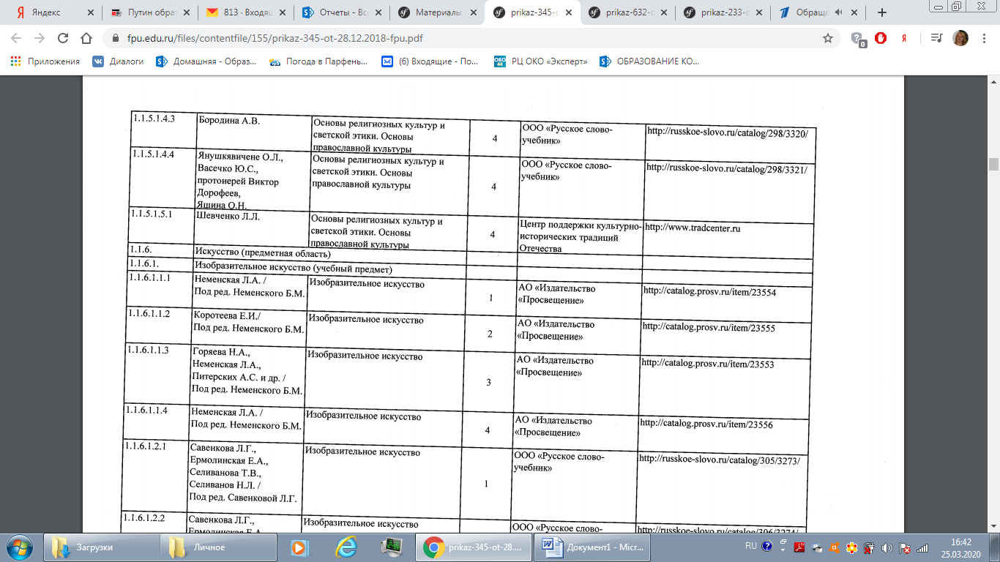 Яндекс
Путин обрат
813 · Входящ
Отчеты - Все
Материалы
prikaz-345-о
prikaz-632-о
prikaz-233-о
Обраще
fpu.edu.ru/files/contentfile/155/prikaz-345-ot-28.12.2018-fpu.pdf
0
Я
Приложения
Диалоги
Домашняя - Образ...
Погода в Парфень...
(6) Входящие - По...
РЦ ОКО «Эксперт»
ОБРАЗОВАНИЕ КО...
1.1.5.1.4.3 Бородина А.В. Основы религиозных культур и 4 ООО «Русское слово- http://russkoe-slovo.ru/catalog/298/3320/
светской этики. Основы учебник»
православной культуры
1.1.5.1.4.4 Янушкявичене О.Л., Основы религиозных культур и 4 ООО «Русское слово- http://russkoe-slovo.ru/catalog/298/3321/
Васечко Ю.С., светской этики. Основы учебник»
протоиерей Виктор православной культуры
Дорофеев,
Яшина О.Н.
1.1.5.1.5.1 Шевченко Л.Л. Основы религиозных культур и 4 Центр поддержки культурно- http://www.tradcenter.ru
светской этики. Основы исторических традиций
православной культуры Отечества
1.1.6. Искусство (предметная область)
1.1.6.1. Изобразительное искусство (учебный предмет)
1.1.6.1.1.1 Неменская Л.А. / Изобразительное искусство 1 АО «Издательство http://catalog.prosv.ru/item/23554
Под ред. Неменского Б.М. «Просвещение»
1.1.6.1.1.2 Коротеева Е.И./ Изобразительное искусство 2 АО «Издательство http://catalog.prosv.ru/item/23555
Под ред. Неменского Б.М. «Просвещение»
1.1.6.1.1.3 Горяева Н.А., Изобразительное искусство 3 АО «Издательство http://catalog.prosv.ru/item/23553
Неменская Л.А., «Просвещение»
Питерских А.С. и др. /
Под ред. Неменского Б.М.
1.1.6.1.1.4 Неменская Л.А. / Изобразительное искусство 4 АО «Издательство http://catalog.prosv.ru/item/23556
Под ред. Неменского Б.М. «Просвещение»
1.1.6.1.2.1 Савенкова Л.Г., Изобразительное искусство 1 ООО «Русское слово- http://russkoe-slovo.ru/catalog/305/3273/
Ермолинская Е.А., учебник»
Селиванова Т.В.,
Селиванов Н.Л. /
Под ред. Савенковой Л.Г.
1.1.6.1.2.2 Савенкова Л.Г., Изобразительное искусство ООО «Русское слово- http://russkoe-slovo.ru/catalog/306/3274/
Ермолинская Е.А.
Загрузки
Личное
prikaz-345-ot-28....
Документ1 - Micr...
RU
16:42
25.03.2020